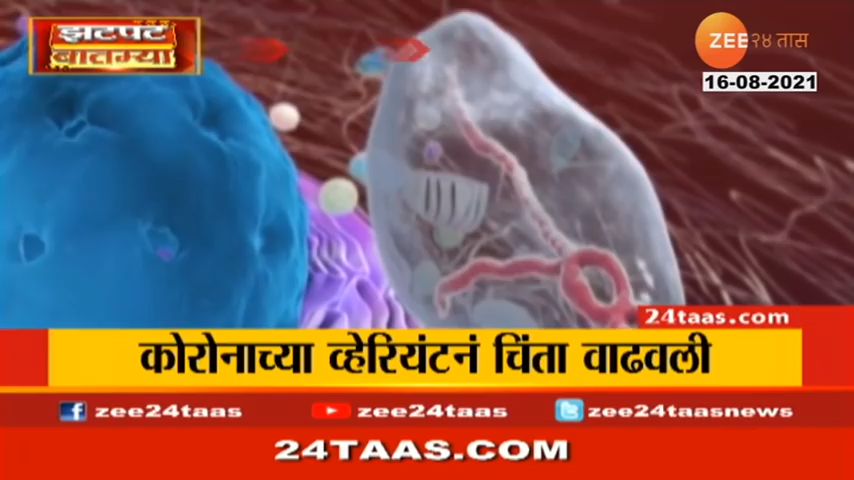 झटपट
बातम्या
ZEE २४ तास
16-08-2021
24taas.com
कोरोनाच्या व्हेरियंटनं चिंता वाढवली
zee24taas
zee24taas
zee24taasnews
24TAAS.COM